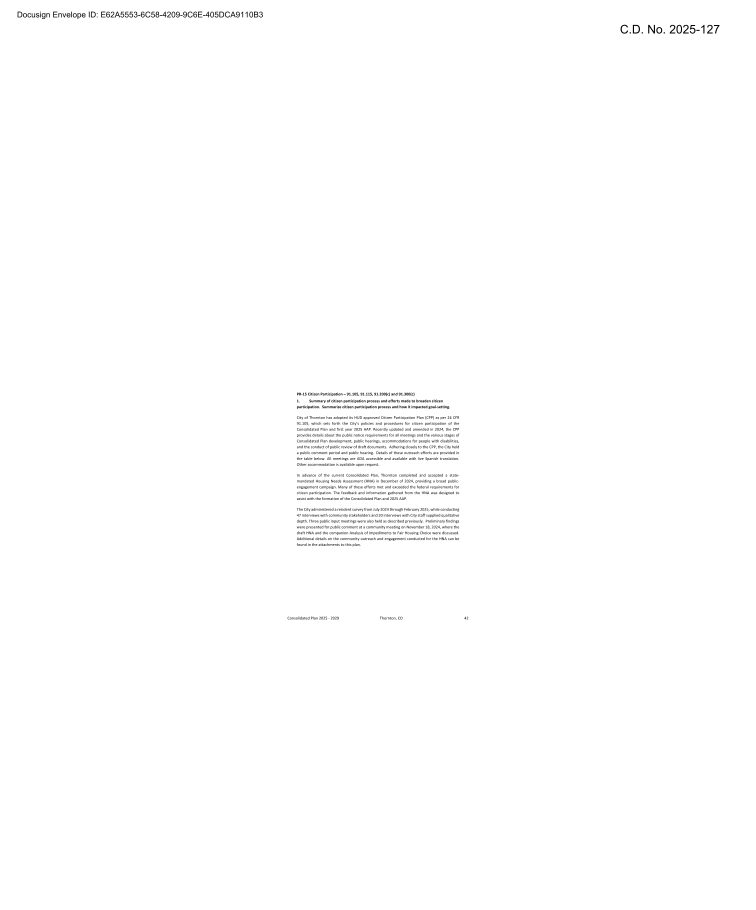 Docusign Envelope ID: E62A5553-6C58-4209-9C6E-405DCA9110B3
C.D. No. 2025-127
PR-15 Citizen Participation – 91.105, 91.115, 91.200(c) and 91.300(c)
1. Summary of citizen participation process and efforts made to broaden citizen
participation. Summarize citizen participation process and how it impacted goal-setting.
City of Thornton has adopted its HUD approved Citizen Participation Plan (CPP) as per 24 CFR
91.105, which sets forth the City's policies and procedures for citizen participation of the
Consolidated Plan and first year 2025 AAP. Recently updated and amended in 2024, the CPP
provides details about the public notice requirements for all meetings and the various stages of
Consolidated Plan development, public hearings, accommodations for people with disabilities,
and the conduct of public review of draft documents. Adhering closely to the CPP, the City held
a public comment period and public hearing. Details of these outreach efforts are provided in
the table below. All meetings are ADA accessible and available with live Spanish translation.
Other accommodation is available upon request.
In advance of the current Consolidated Plan, Thornton completed and accepted a state-
mandated Housing Needs Assessment (HNA) in December of 2024, providing a broad public-
engagement campaign. Many of these efforts met and exceeded the federal requirements for
citizen participation. The feedback and information gathered from the HNA was designed to
assist with the formation of the Consolidated Plan and 2025 AAP.
The City administered a resident survey from July 2024 through February 2025, while conducting
47 interviews with community stakeholders and 20 interviews with City staff supplied qualitative
depth. Three public input meetings were also held as described previously. Preliminary findings
were presented for public comment at a community meeting on November 18, 2024, where the
draft HNA and the companion Analysis of Impediments to Fair Housing Choice were discussed.
Additional details on the community outreach and engagement conducted for the HNA can be
found in the attachments to this plan.
Consolidated Plan 2025 - 2029 Thornton, CO 42